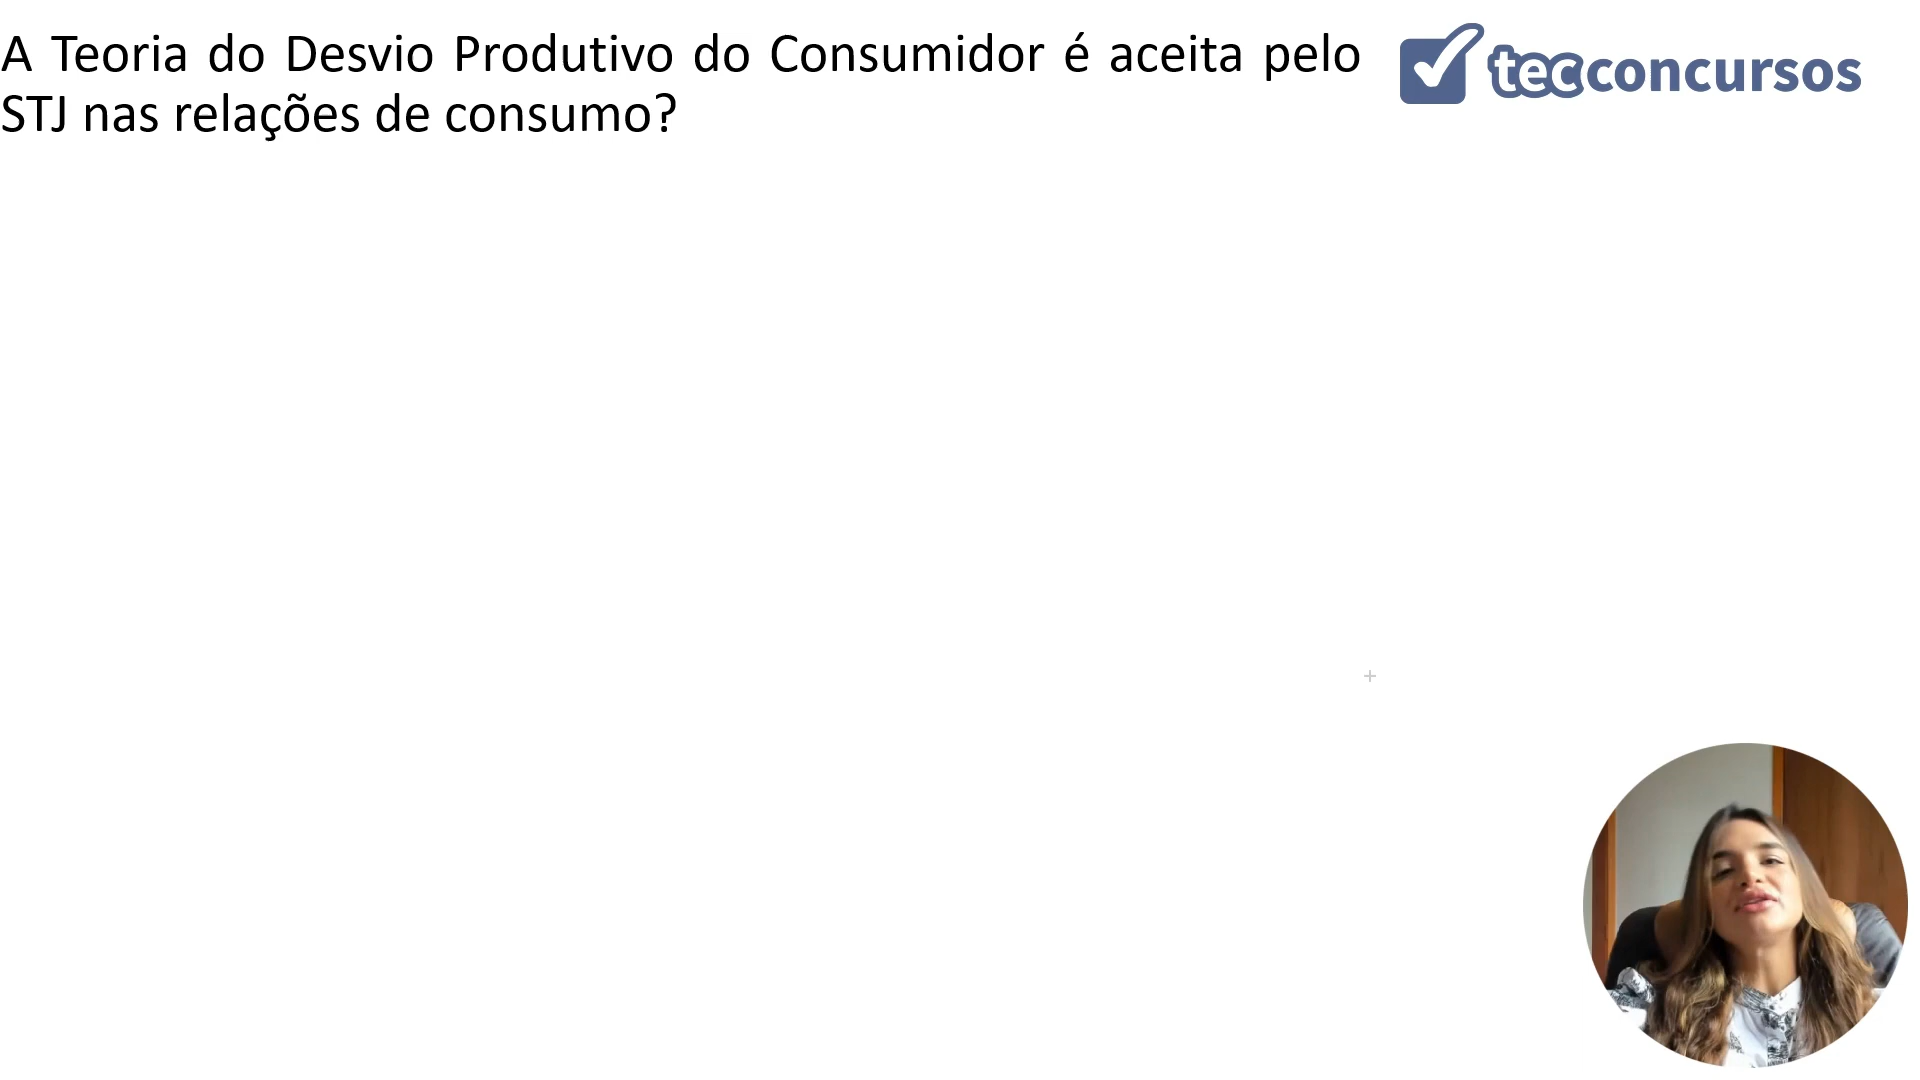 A Teoria do Desvio Produtivo do Consumidor é aceita pelo
STJ nas relações de consumo?
tecconcursos